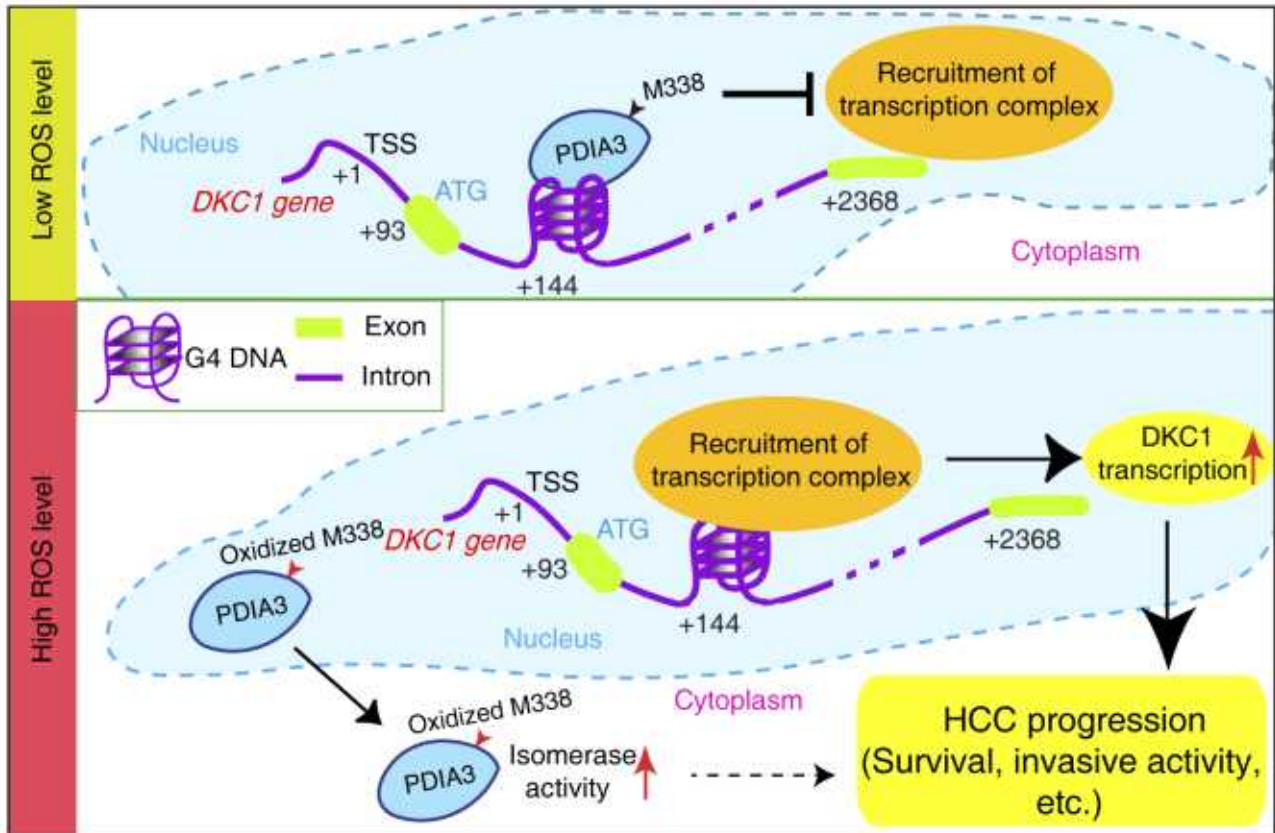 Low ROS level
Nucleus
DKC1 gene
TSS
+1
ATG
+93
+144
PDIA3
M338
Recruitment of
transcription complex
+2368
Cytoplasm
High ROS level
G4 DNA
Exon
Intron
Recruitment of
transcription complex
DKC1
transcription
TSS
+1
DKC1 gene
ATG
+93
+144
+2368
Oxidized M338
PDIA3
Nucleus
Cytoplasm
Oxidized M338
PDIA3
Isomerase
activity
HCC progression
(Survival, invasive activity,
etc.)